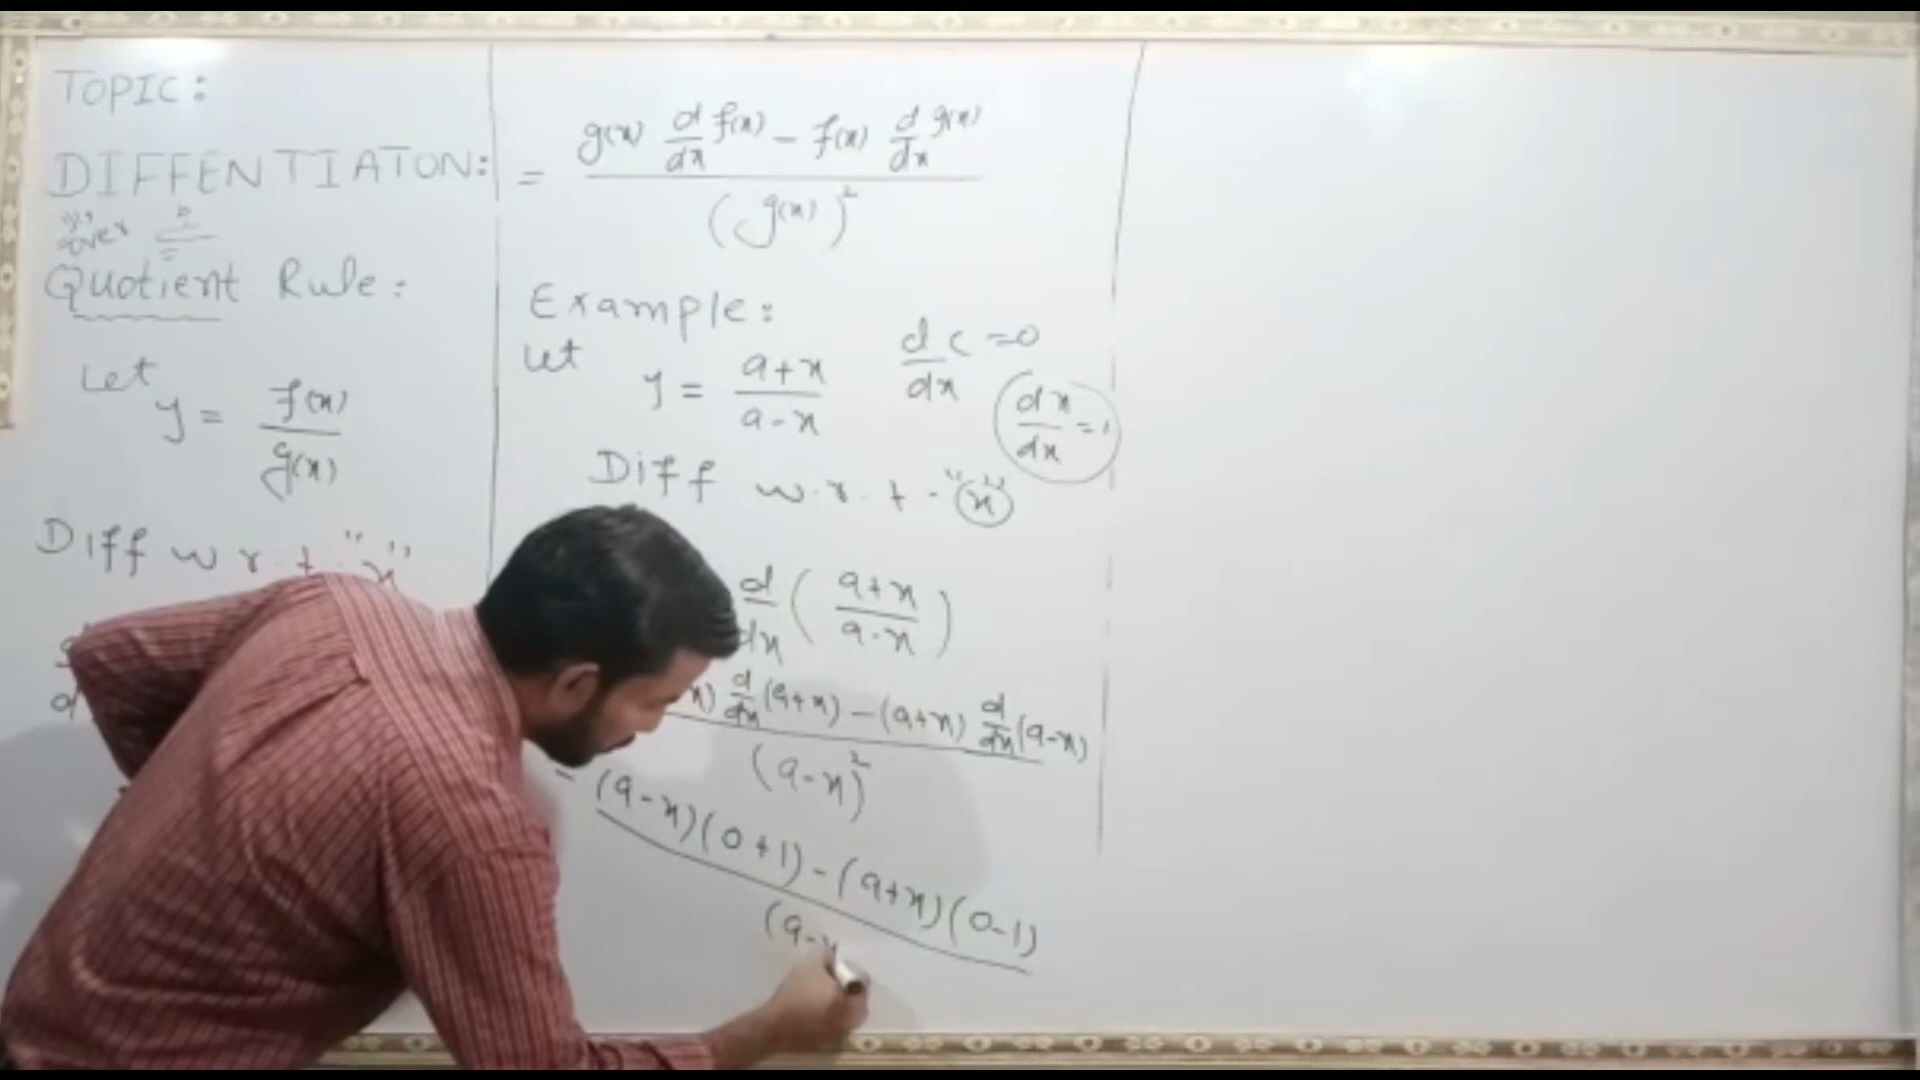 TOPIC:
DIFFENTIATON:
over
Quotient Rule:
Let
y = f(x)/g(x)
Diff w r. t. "x"
= g(x) d/dx f(x) - f(x) d/dx g(x)
(g(x))²
Example:
Let
y = a+x/a-x
d/dx c = 0
dx/dx = 1
Diff w.r.t. "x"
d/dx (a+x/a-x)
x) d/dx (a+x) - (a+x) d/dx (a-x)
(a-x)²
= (a-x)(0+1) - (a+x)(0-1)
(a-x